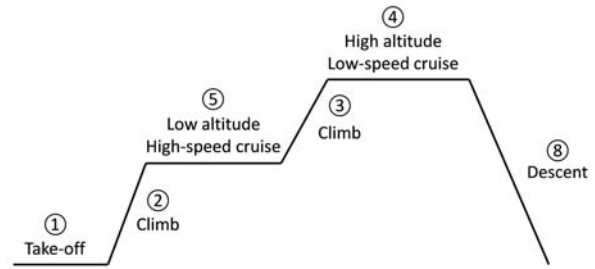 ①
Take-off
②
Climb
⑤
Low altitude
High-speed cruise
③
Climb
④
High altitude
Low-speed cruise
⑧
Descent